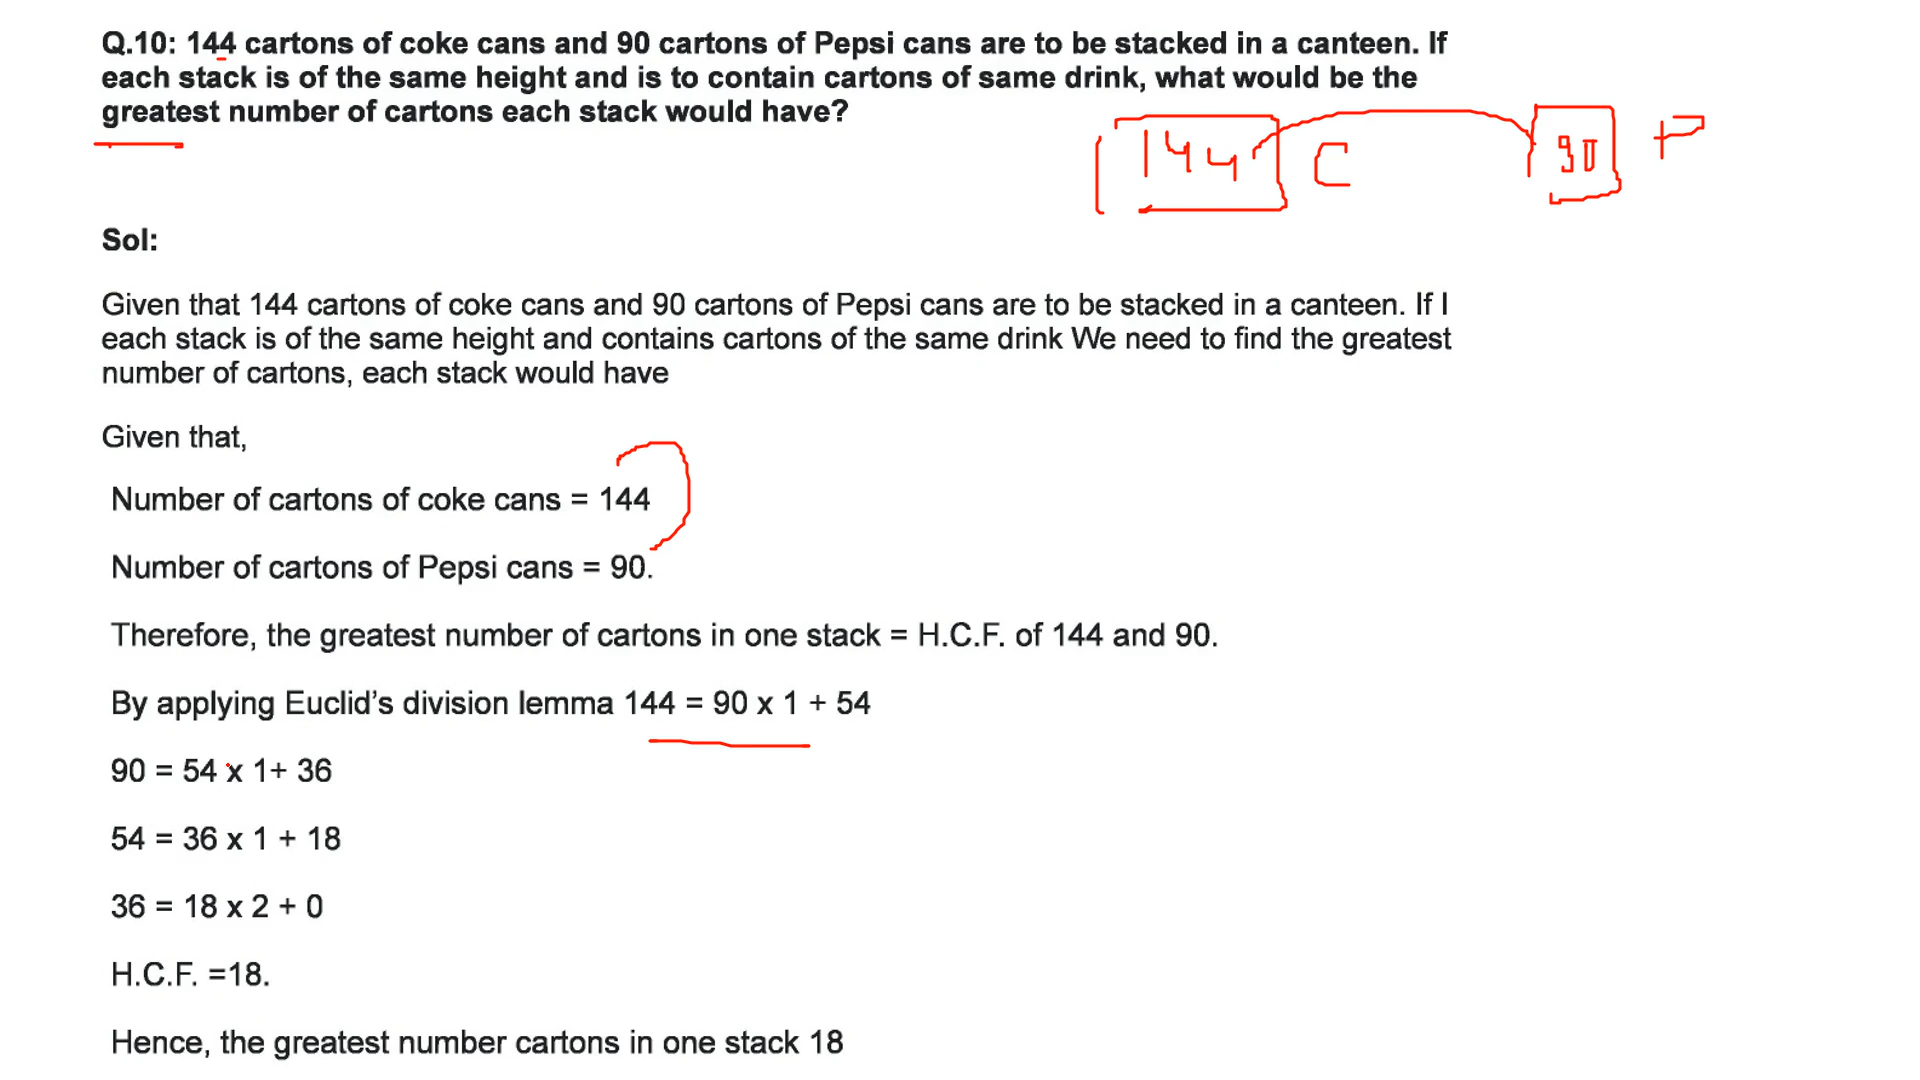 Q.10: 144 cartons of coke cans and 90 cartons of Pepsi cans are to be stacked in a canteen. If
each stack is of the same height and is to contain cartons of same drink, what would be the
greatest number of cartons each stack would have?
144 C 90 P
Sol:
Given that 144 cartons of coke cans and 90 cartons of Pepsi cans are to be stacked in a canteen. If I
each stack is of the same height and contains cartons of the same drink We need to find the greatest
number of cartons, each stack would have
Given that,
Number of cartons of coke cans = 144
Number of cartons of Pepsi cans = 90.
Therefore, the greatest number of cartons in one stack = H.C.F. of 144 and 90.
By applying Euclid’s division lemma 144 = 90 x 1 + 54
90 = 54 x 1+ 36
54 = 36 x 1 + 18
36 = 18 x 2 + 0
H.C.F. =18.
Hence, the greatest number cartons in one stack 18